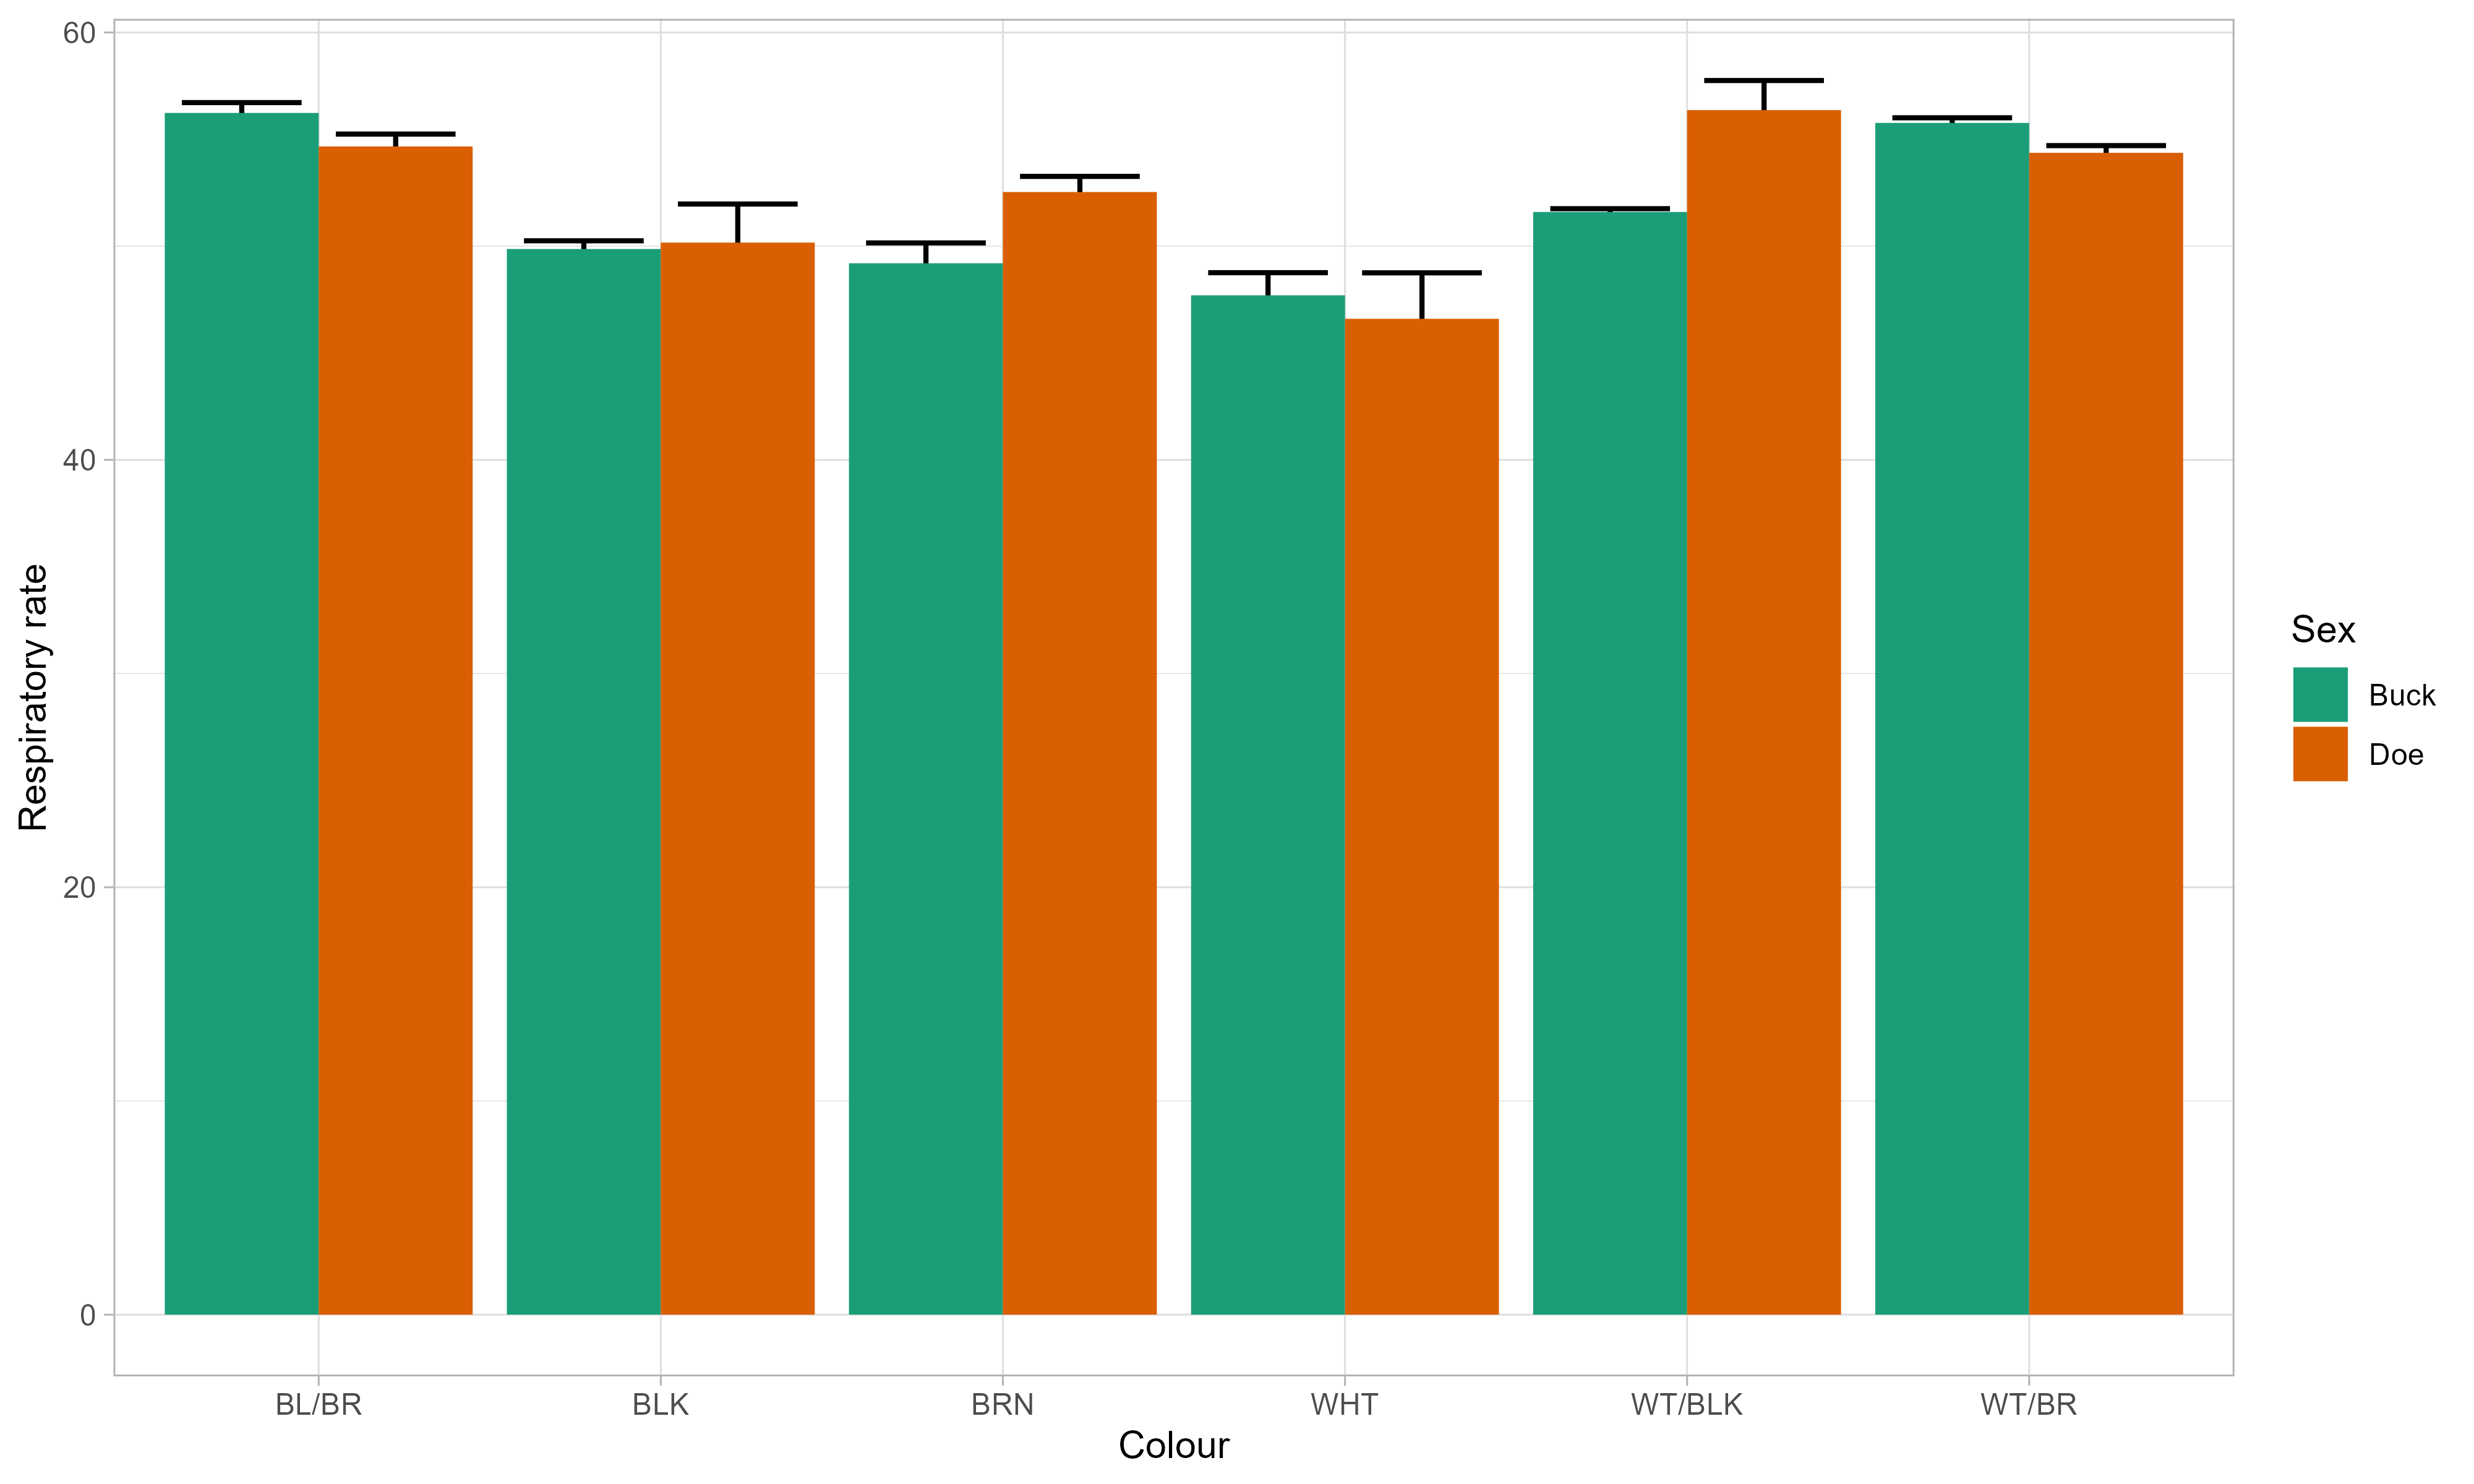 60
40
20
0
Respiratory rate
BL/BR BLK BRN WHT WT/BLK WT/BR
Colour
Sex
Buck
Doe